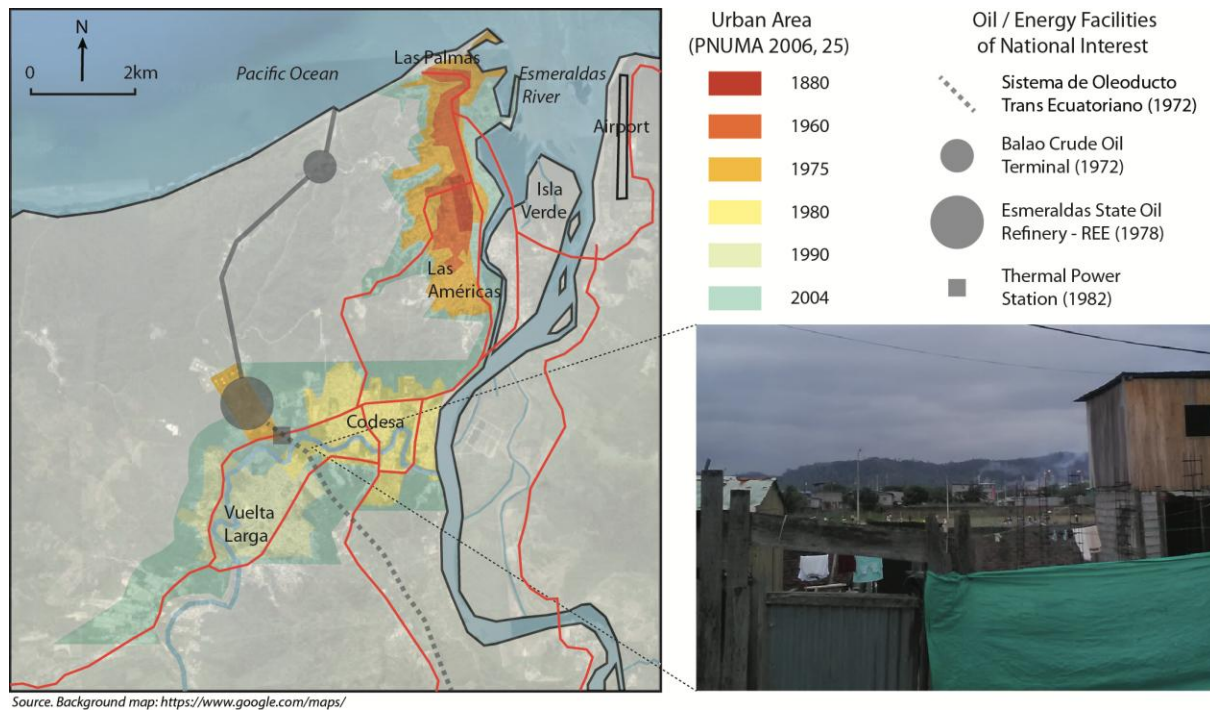 N
0 2km
Pacific Ocean
Las Palmas
Esmeraldas
River
Airport
Isla
Verde
Las
Américas
Codesa
Vuelta
Larga
Source. Background map: https://www.google.com/maps/
Urban Area
(PNUMA 2006, 25)
1880
1960
1975
1980
1990
2004
Oil / Energy Facilities
of National Interest
Sistema de Oleoducto
Trans Ecuatoriano (1972)
Balao Crude Oil
Terminal (1972)
Esmeraldas State Oil
Refinery - REE (1978)
Thermal Power
Station (1982)